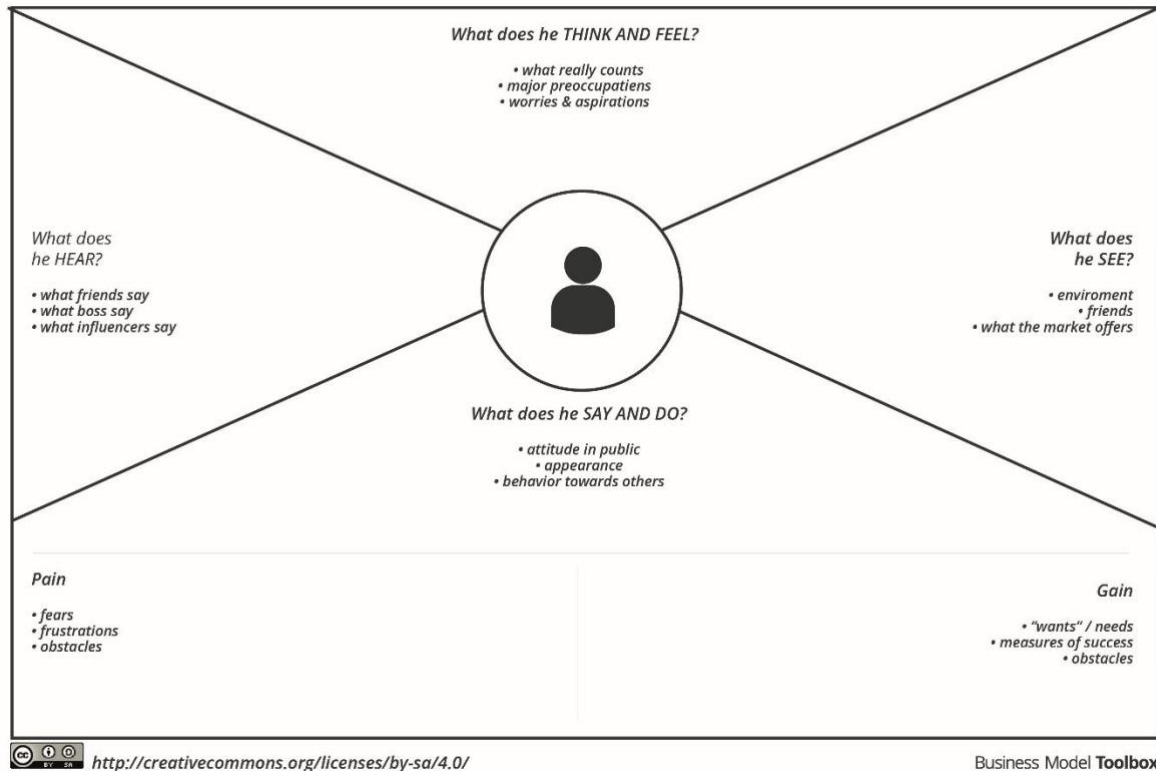 What does he THINK AND FEEL?
• what really counts
• major preoccupatiens
• worries & aspirations
What does
he HEAR?
• what friends say
• what boss say
• what influencers say
What does
he SEE?
• enviroment
• friends
• what the market offers
What does he SAY AND DO?
• attitude in public
• appearance
• behavior towards others
Pain
• fears
• frustrations
• obstacles
Gain
• “wants” / needs
• measures of success
• obstacles
cc BY SA
http://creativecommons.org/licenses/by-sa/4.0/
Business Model Toolbox